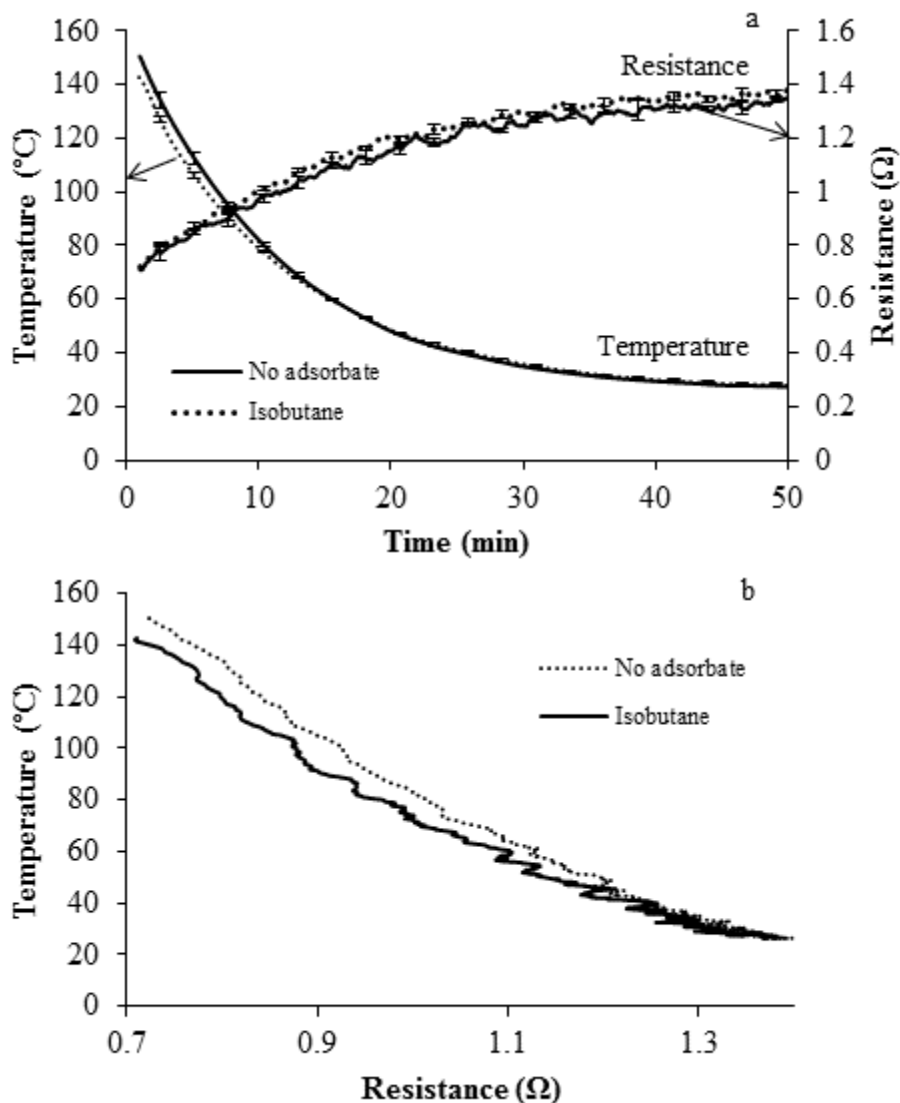 a
160
140
120
100
80
60
40
20
0
Temperature (°C)
1.6
1.4
1.2
1
0.8
0.6
0.4
0.2
0
Resistance (Ω)
Resistance
Temperature
No adsorbate
Isobutane
0 10 20 30 40 50
Time (min)
b
160
140
120
100
80
60
40
20
0
Temperature (°C)
No adsorbate
Isobutane
0.7 0.9 1.1 1.3
Resistance (Ω)